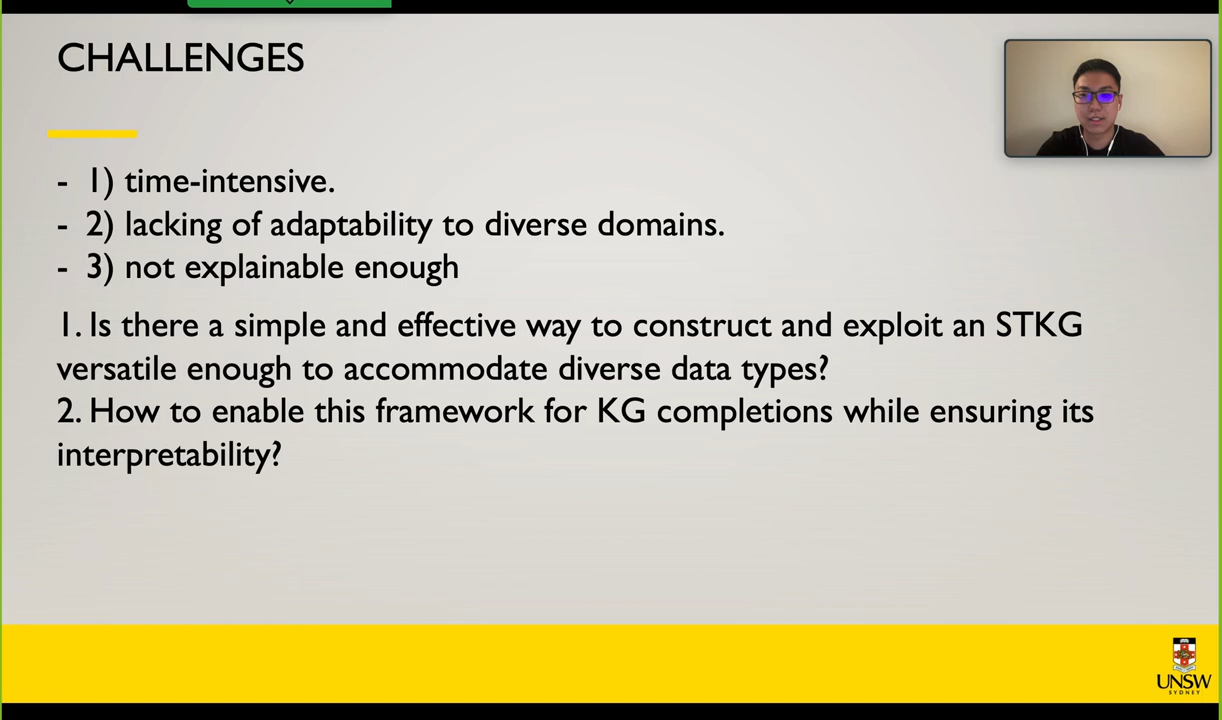 CHALLENGES
- 1) time-intensive.
- 2) lacking of adaptability to diverse domains.
- 3) not explainable enough
1. Is there a simple and effective way to construct and exploit an STKG
versatile enough to accommodate diverse data types?
2. How to enable this framework for KG completions while ensuring its
interpretability?
UNSW
SYDNEY